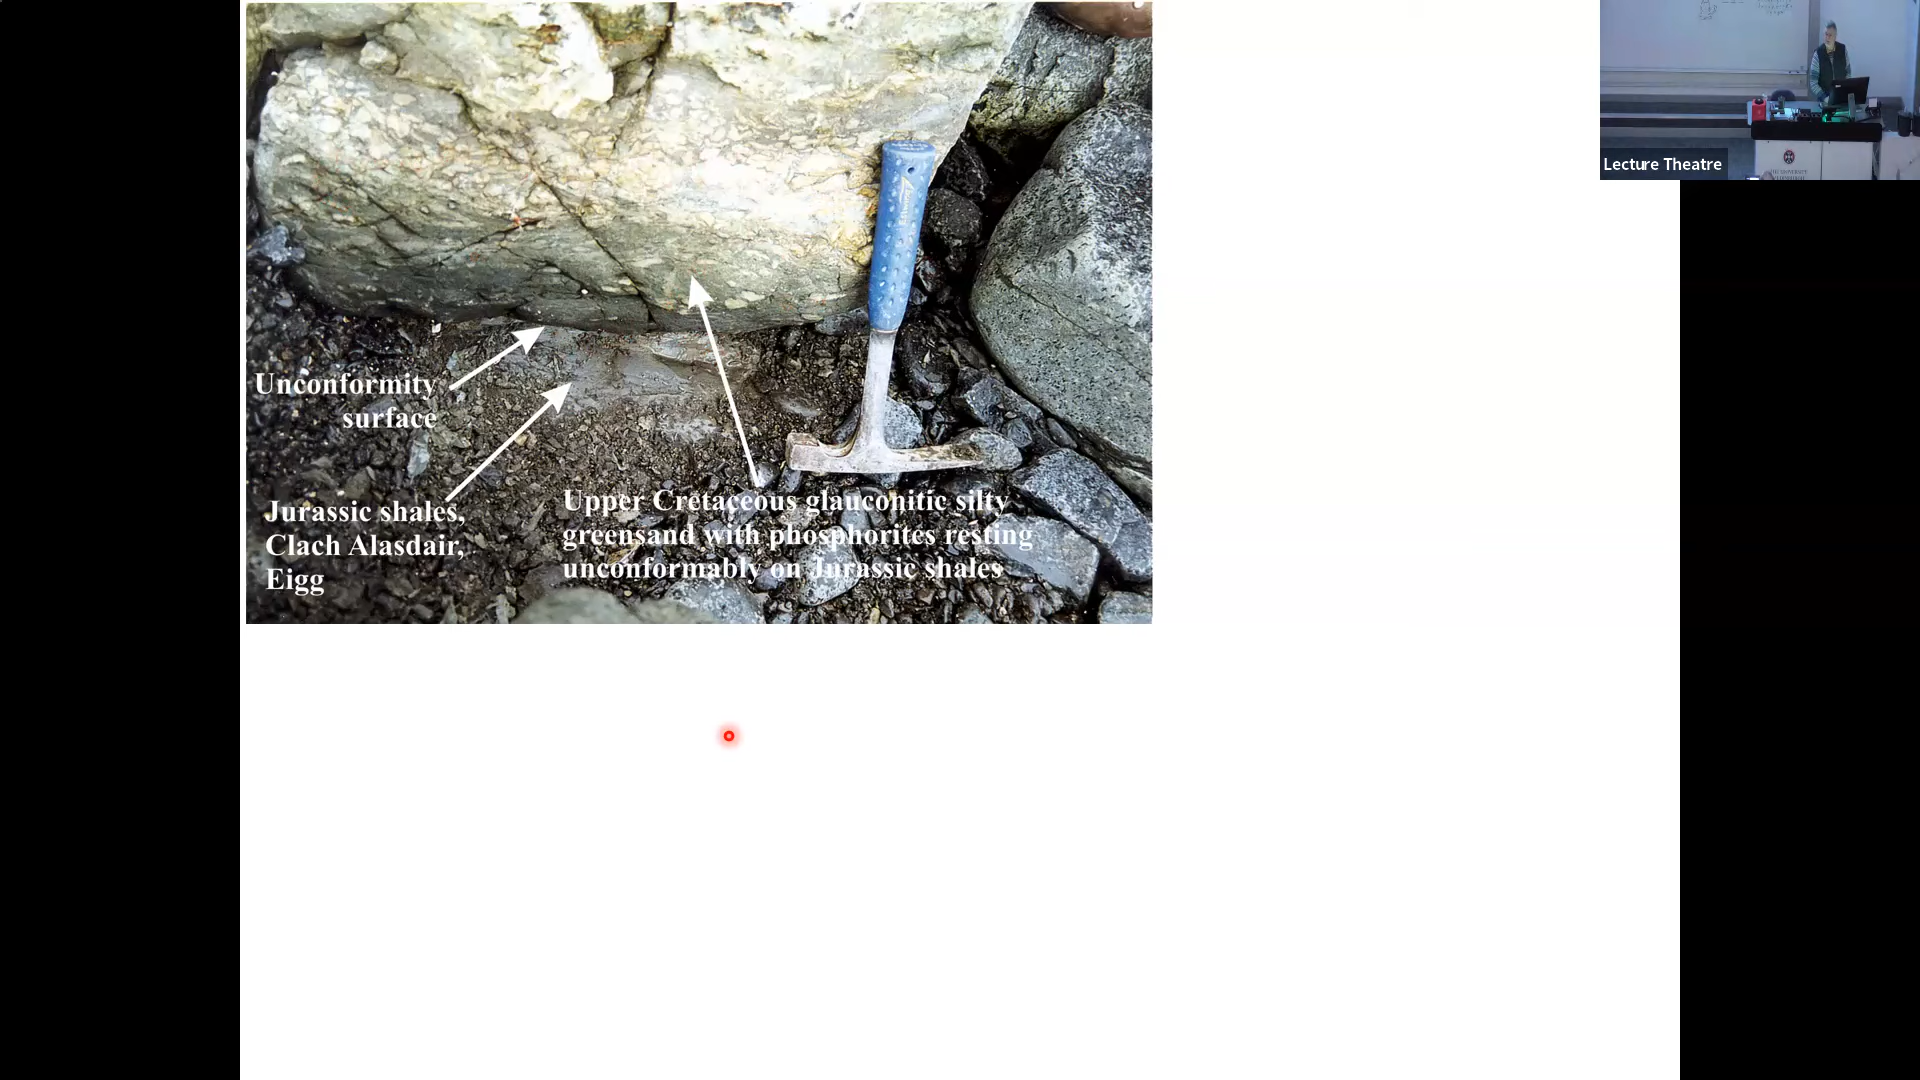 Lecture Theatre
Unconformity
surface
Jurassic shales,
Clach Alasdair,
Eigg
Upper Cretaceous glauconitic silty
greensand with phosphorites resting
unconformably on Jurassic shales